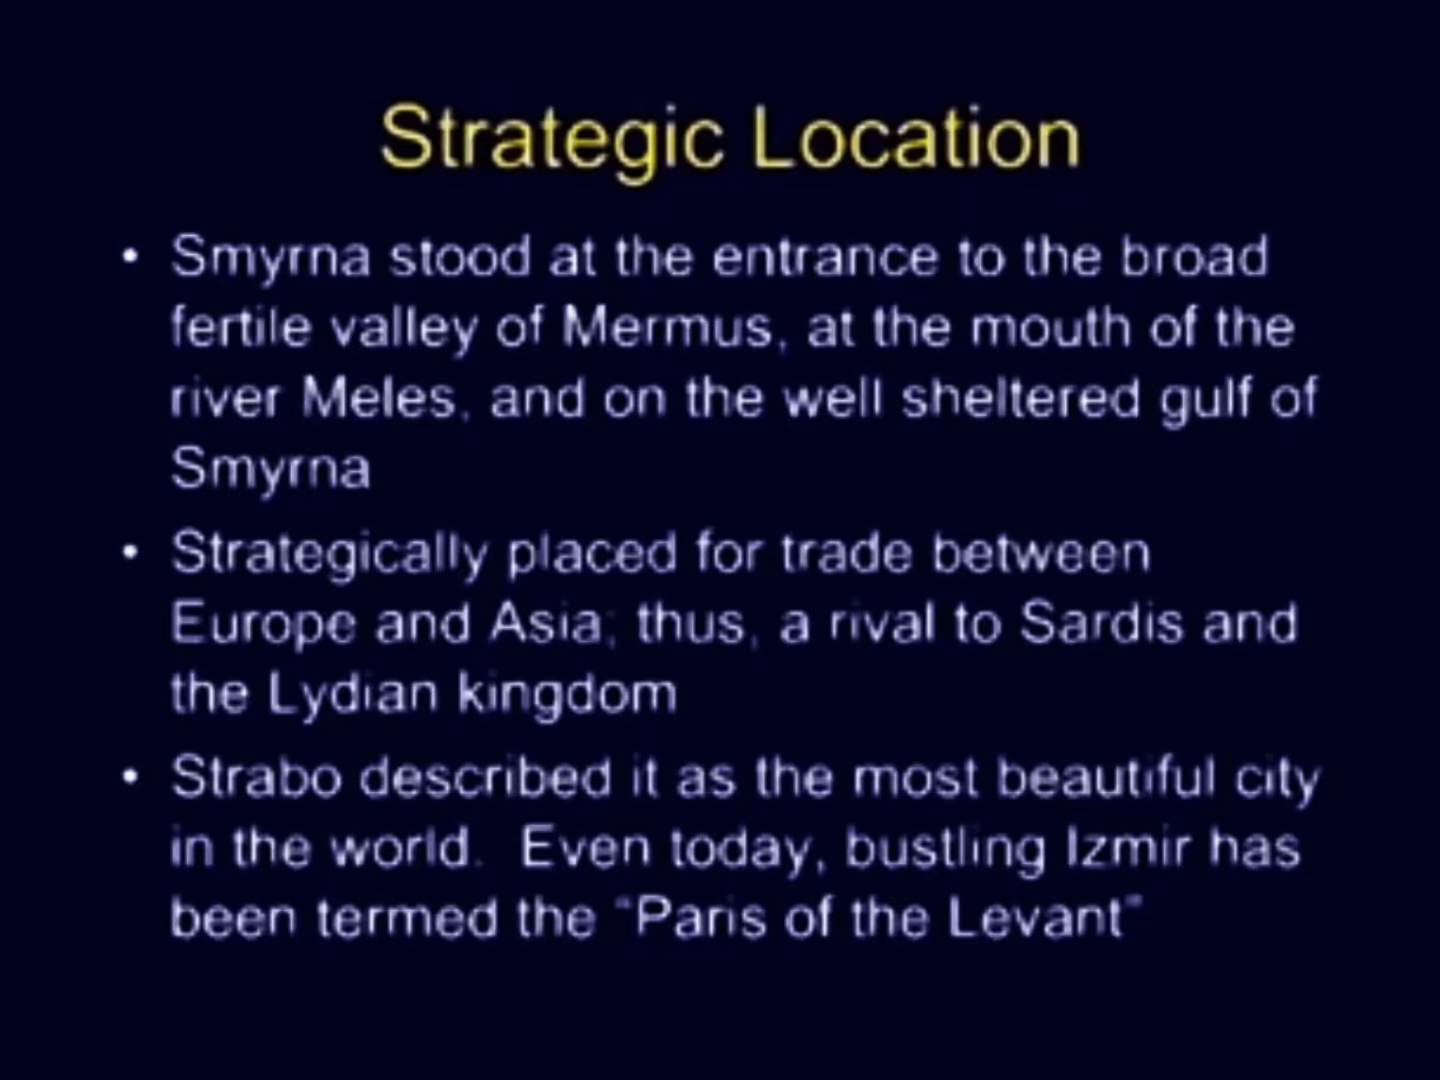 Strategic Location
• Smyrna stood at the entrance to the broad
fertile valley of Mermus, at the mouth of the
river Meles, and on the well sheltered gulf of
Smyrna
• Strategically placed for trade between
Europe and Asia; thus, a rival to Sardis and
the Lydian kingdom
• Strabo described it as the most beautiful city
in the world.  Even today, bustling Izmir has
been termed the "Paris of the Levant"